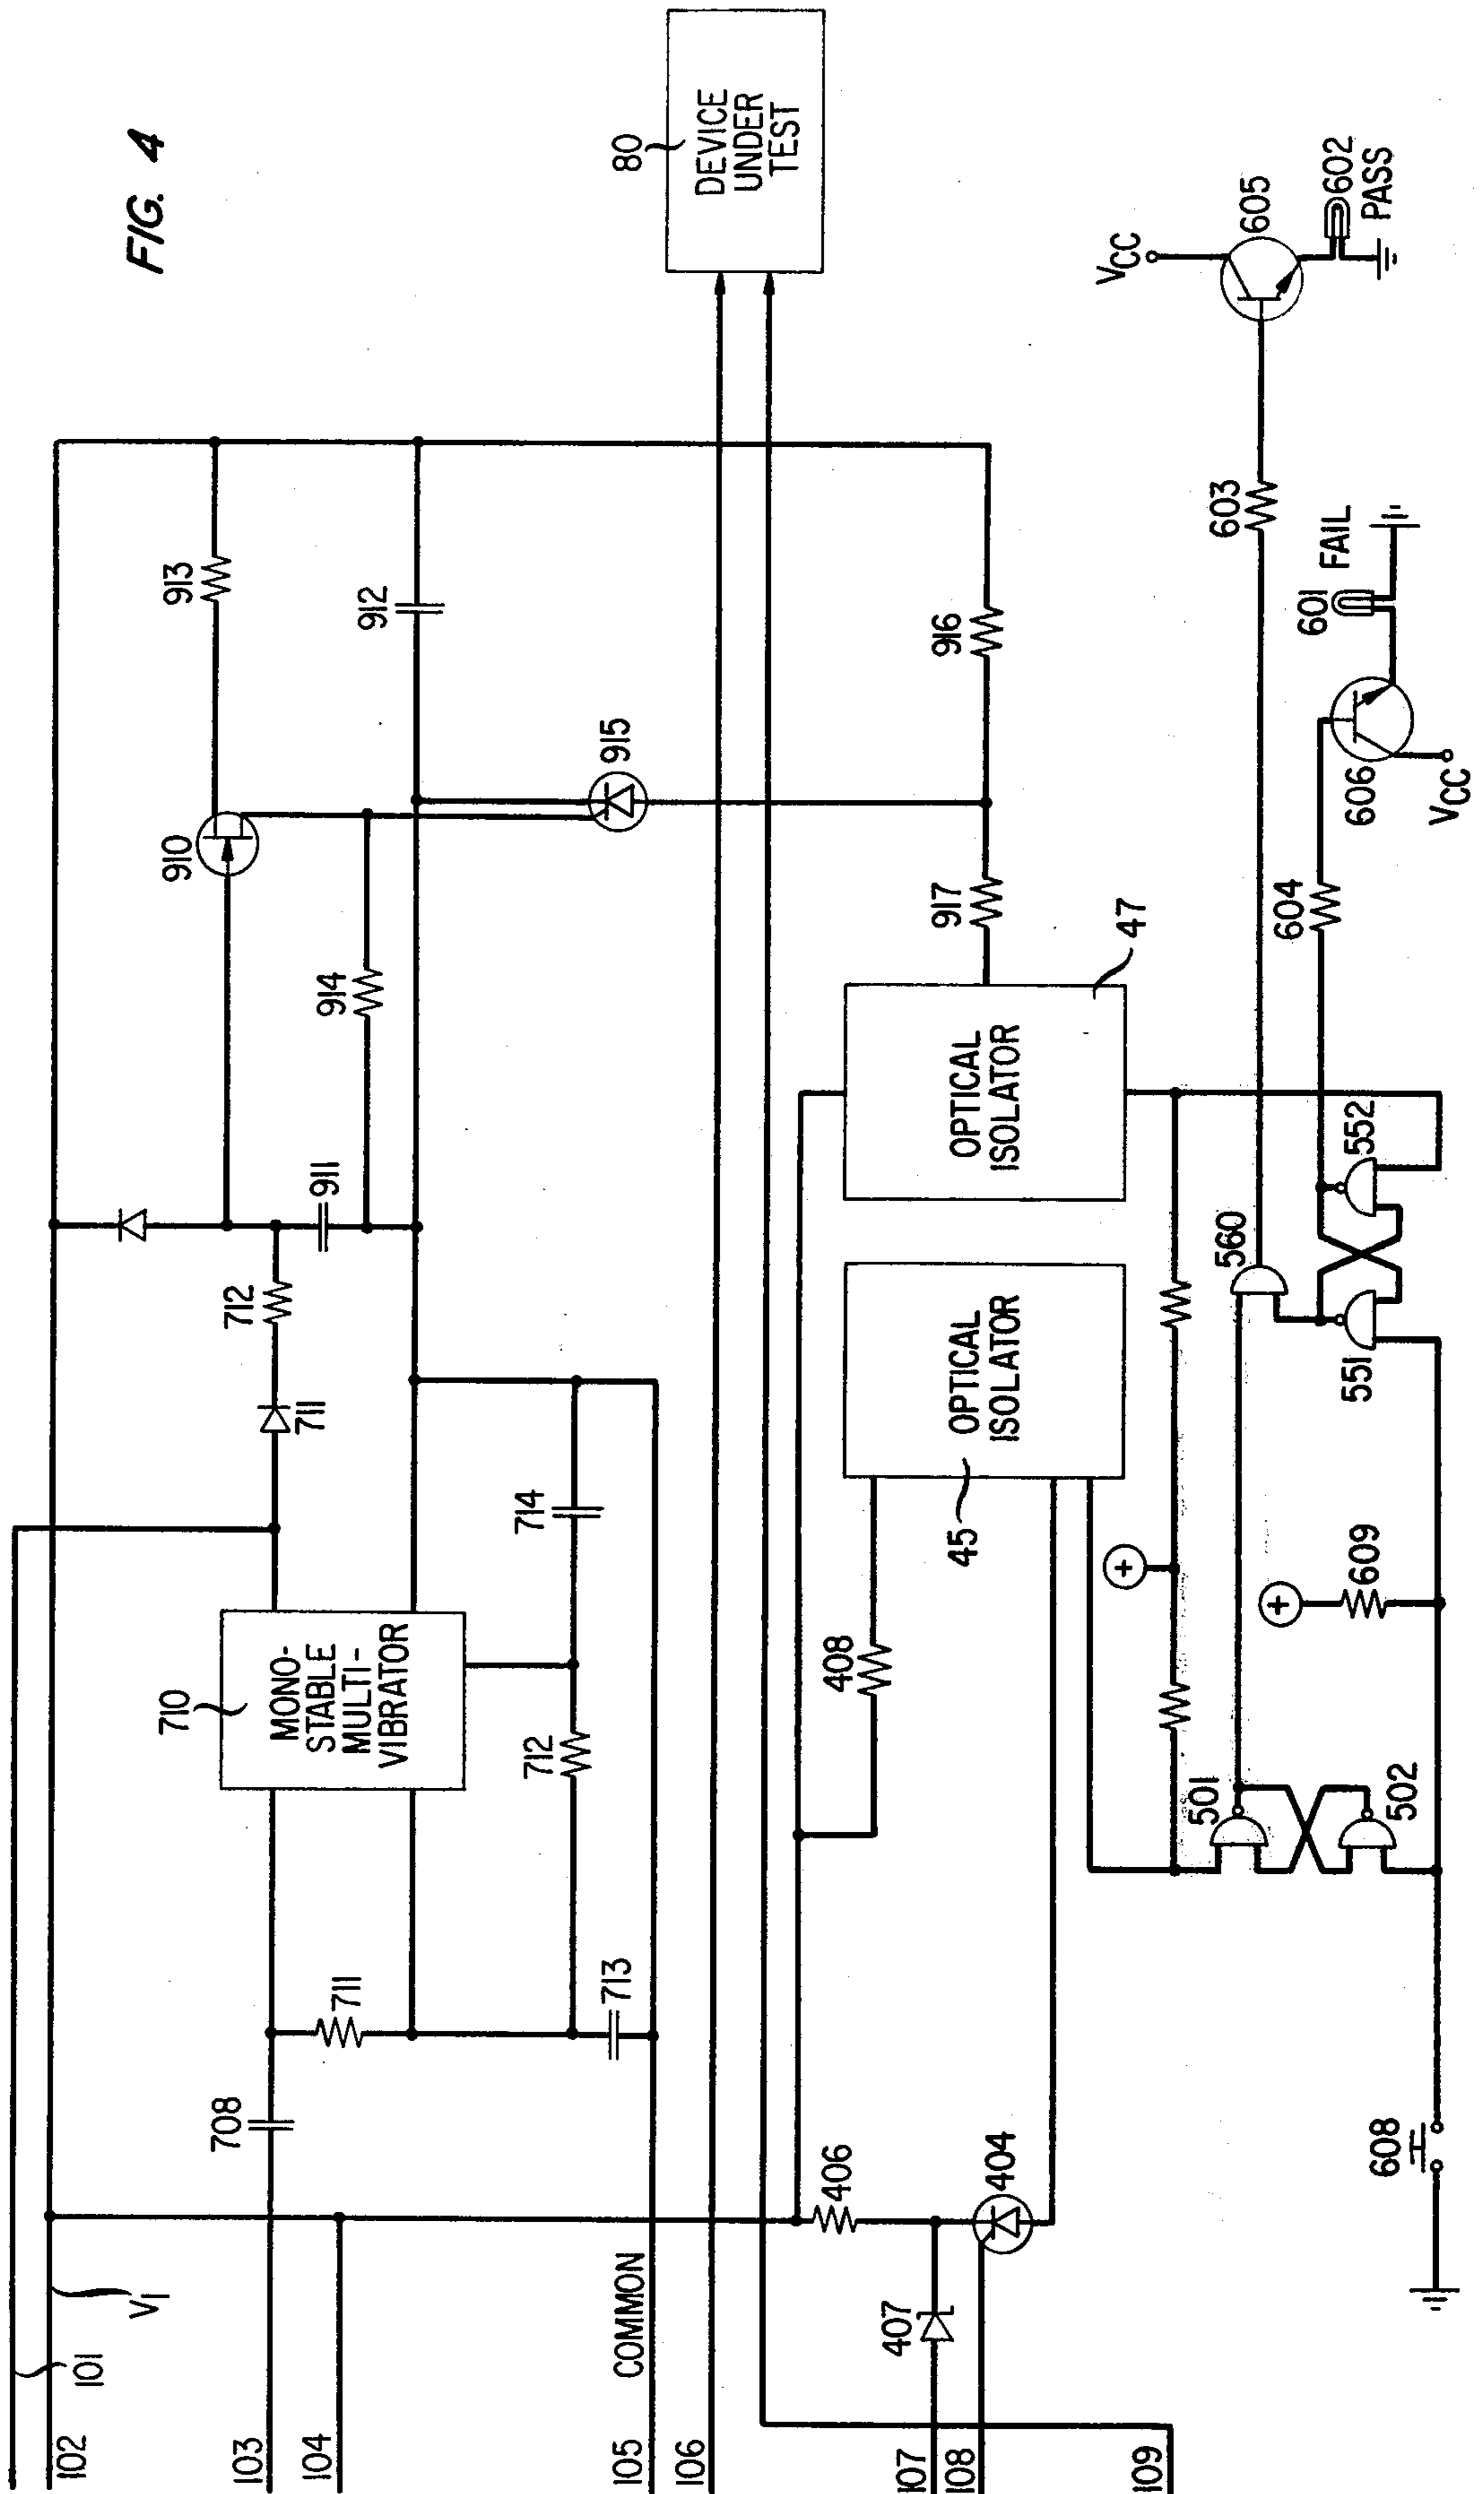 FIG. 4
80
DEVICE
UNDER
TEST
913
910
912
915
914
916
917
911
712
711
714
710
MONO-
STABLE
MULTI-
VIBRATOR
712
711
713
708
V1
101
102
103
104
COMMON
105
106
107
108
109
47
OPTICAL
ISOLATOR
OPTICAL
ISOLATOR
45
408
406
404
407
VCC
605
602
PASS
603
FAIL
601
606
VCC
604
552
560
551
+
+
609
501
502
608